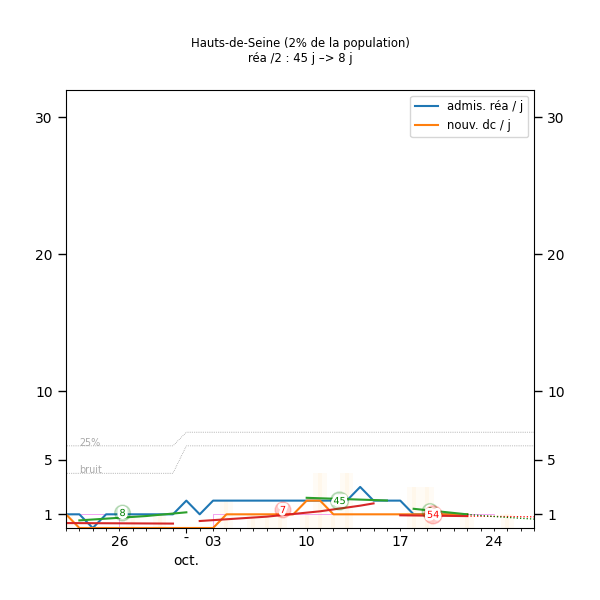 Hauts-de-Seine (2% de la population)
réa /2 : 45 j –> 8 j
admis. réa / j
nouv. dc / j
30 30
20 20
10 10
25%
5 5
bruit
8 7 45 54
1 1
26 - 03 10 17 24
oct.